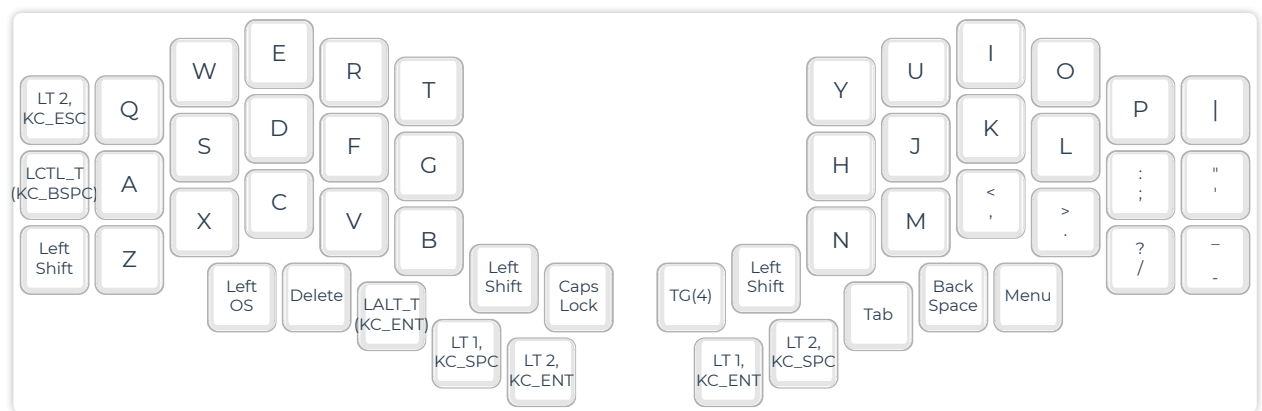 LT 2,
KC_ESC
Q
W
E
R
T
Y
U
I
O
P
|
LCTL_T
(KC_BSPC)
A
S
D
F
G
H
J
K
L
:
;
"
'
Left
Shift
Z
X
C
V
B
N
M
<
,
>
.
?
/
_
-
Left
OS
Delete
LALT_T
(KC_ENT)
LT 1,
KC_SPC
LT 2,
KC_ENT
Left
Shift
Caps
Lock
TG(4)
Left
Shift
LT 1,
KC_ENT
LT 2,
KC_SPC
Tab
Back
Space
Menu